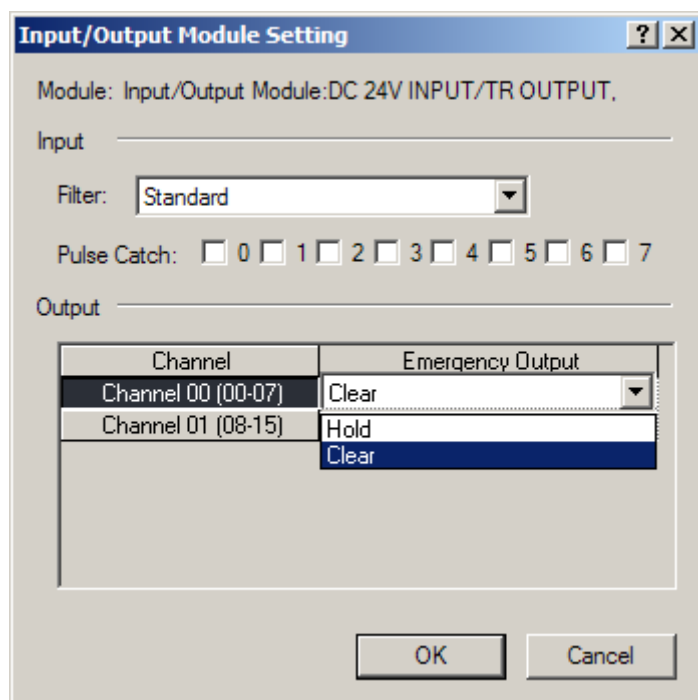 Input/Output Module Setting
Module: Input/Output Module:DC 24V INPUT/TR OUTPUT,
Input
Filter: Standard
Pulse Catch: 0 1 2 3 4 5 6 7
Output
Channel Emergency Output
Channel 00 (00-07) Clear
Channel 01 (08-15) Hold
Clear
OK Cancel